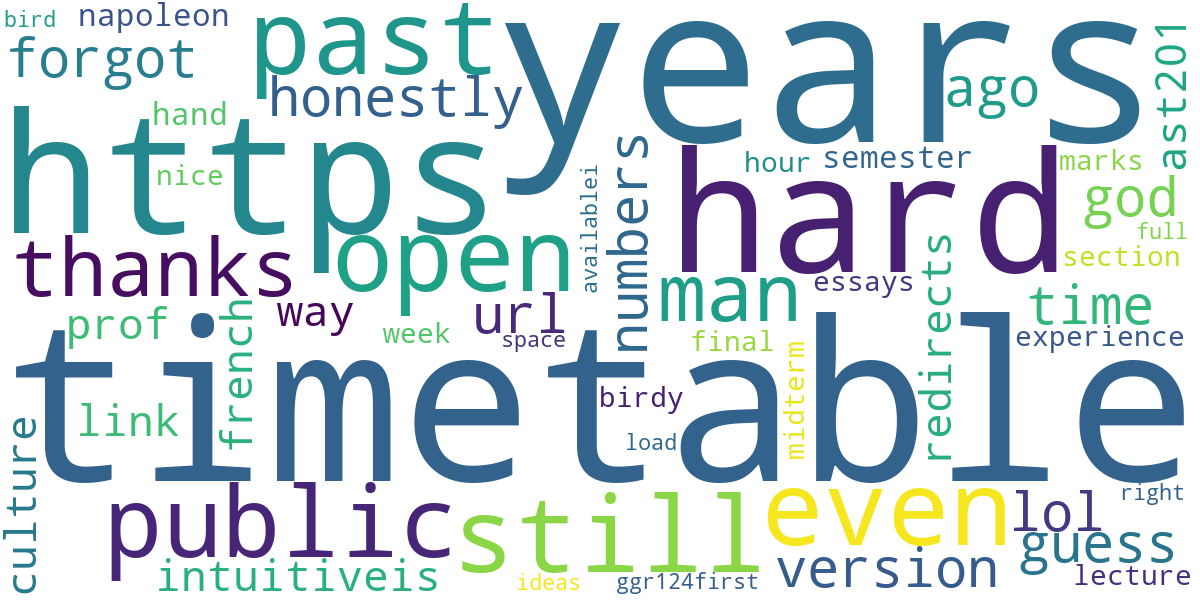 bird
napoleon
past
years
forgot
honestly
ago
ast201
https
hand
nice
hour
semester
marks
numbers
hard
god
full
thanks
open
availablei
section
man
essays
way
url
redirects
time
prof
french
week
space
final
experience
timetable
birdy
midterm
link
load
culture
public
still
even
right
lol
guess
intuitiveis
ideas
ggr124first
version
lecture